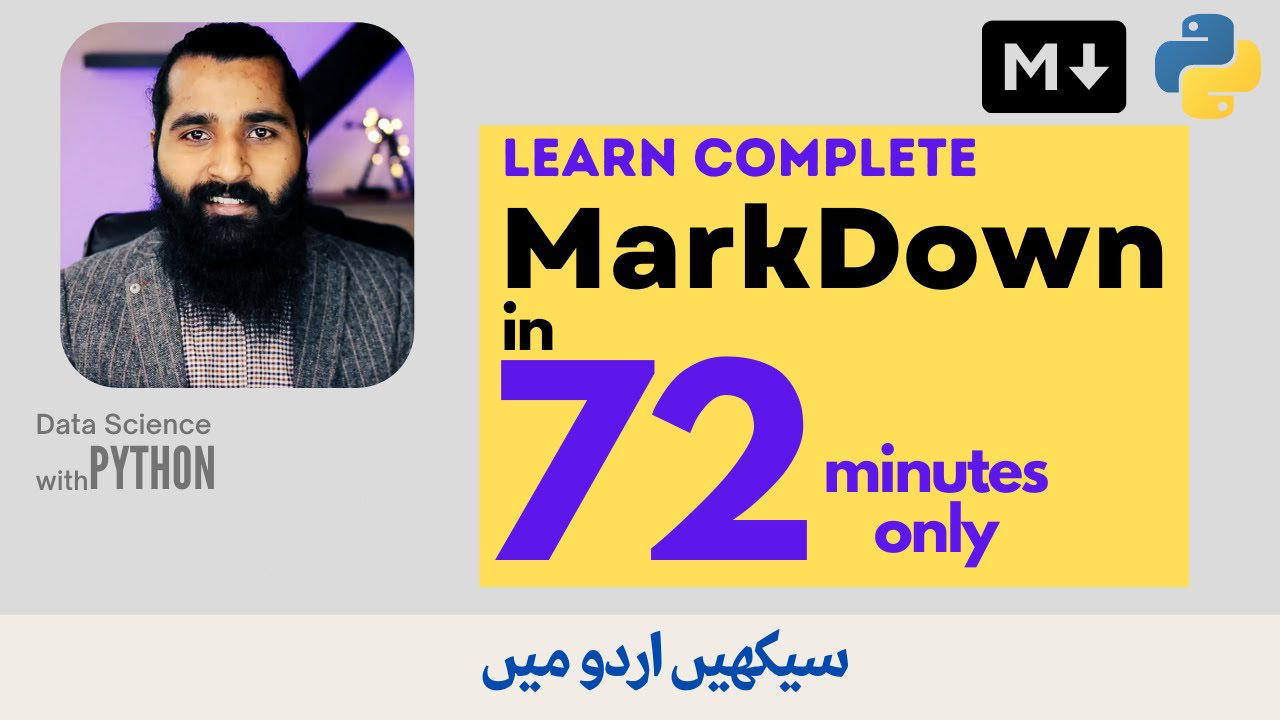 M
LEARN COMPLETE
MarkDown
in
72
minutes
only
Data Science
withPYTHON
سیکھیں اردو میں